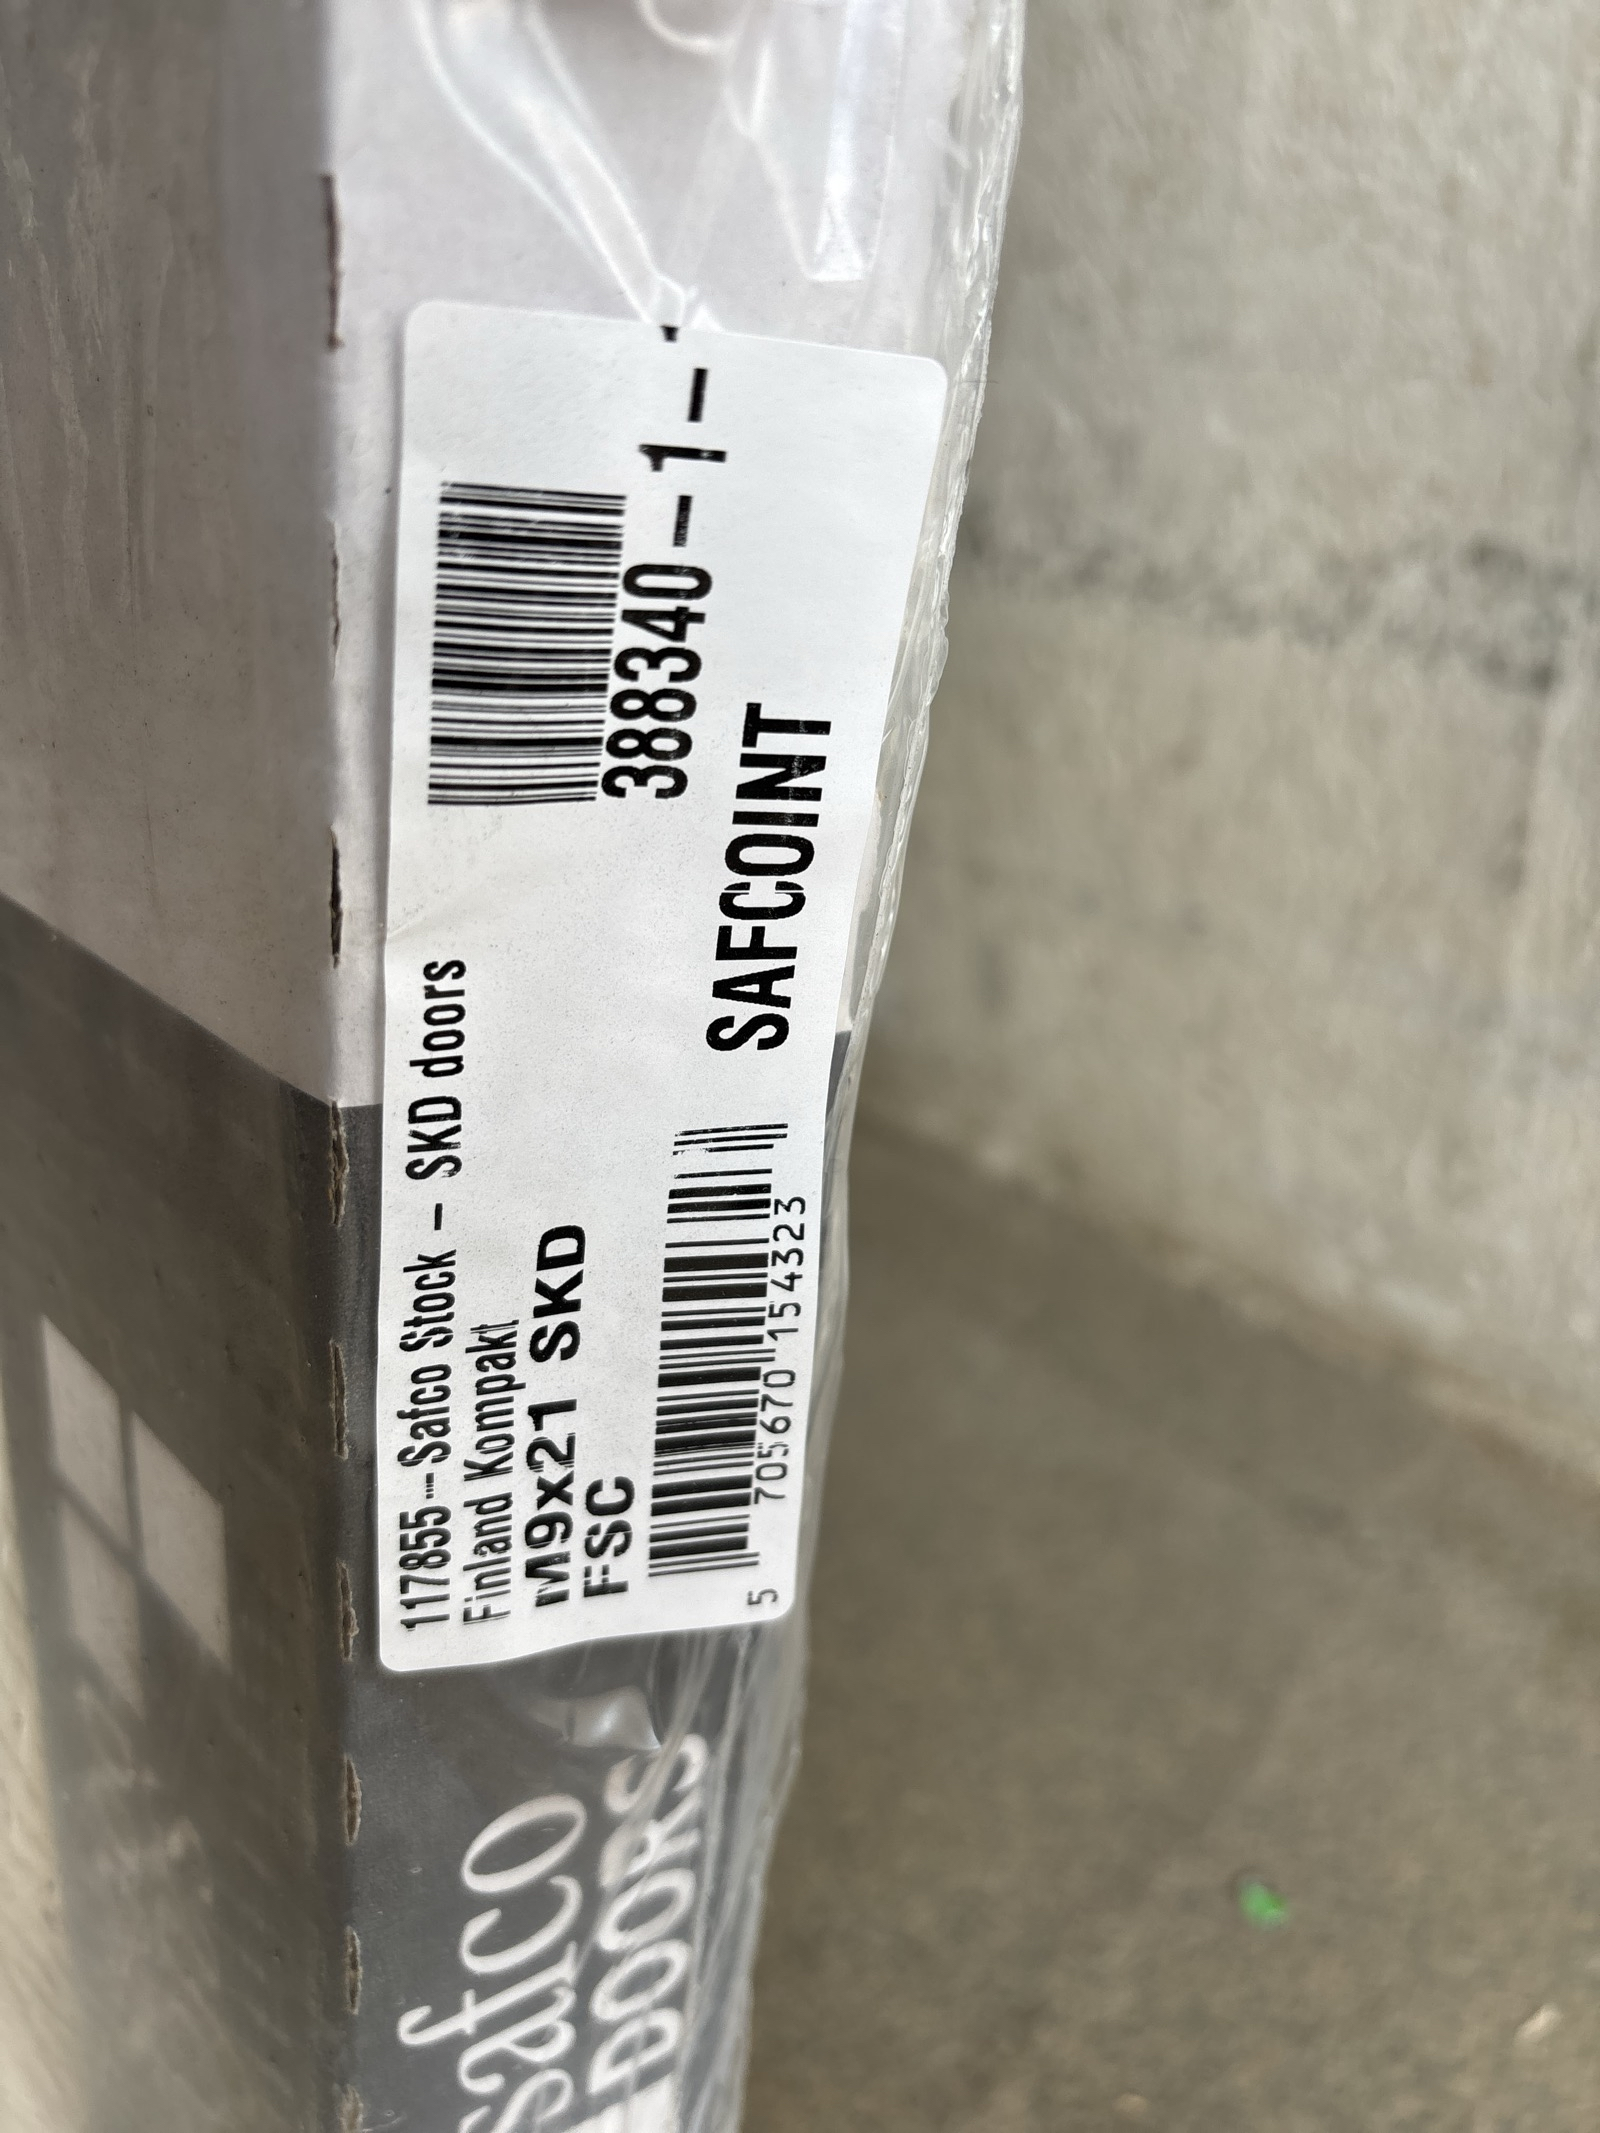 117855-Safco Stock - SKD doors
Finland Kompakt
M9x21 SKD
FSC
5 705670 154323
388340-1-
SAFCOINT
safco
DOORS